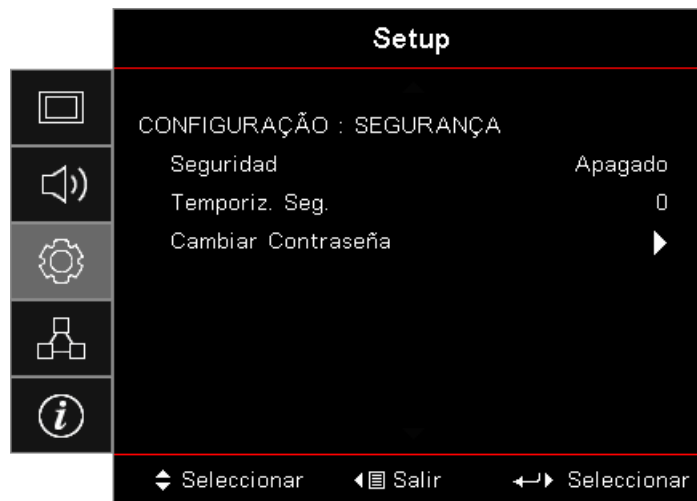 Setup
CONFIGURAÇÃO : SEGURANÇA
Seguridad Apagado
Temporiz. Seg. 0
Cambiar Contraseña
i
Seleccionar Salir Seleccionar